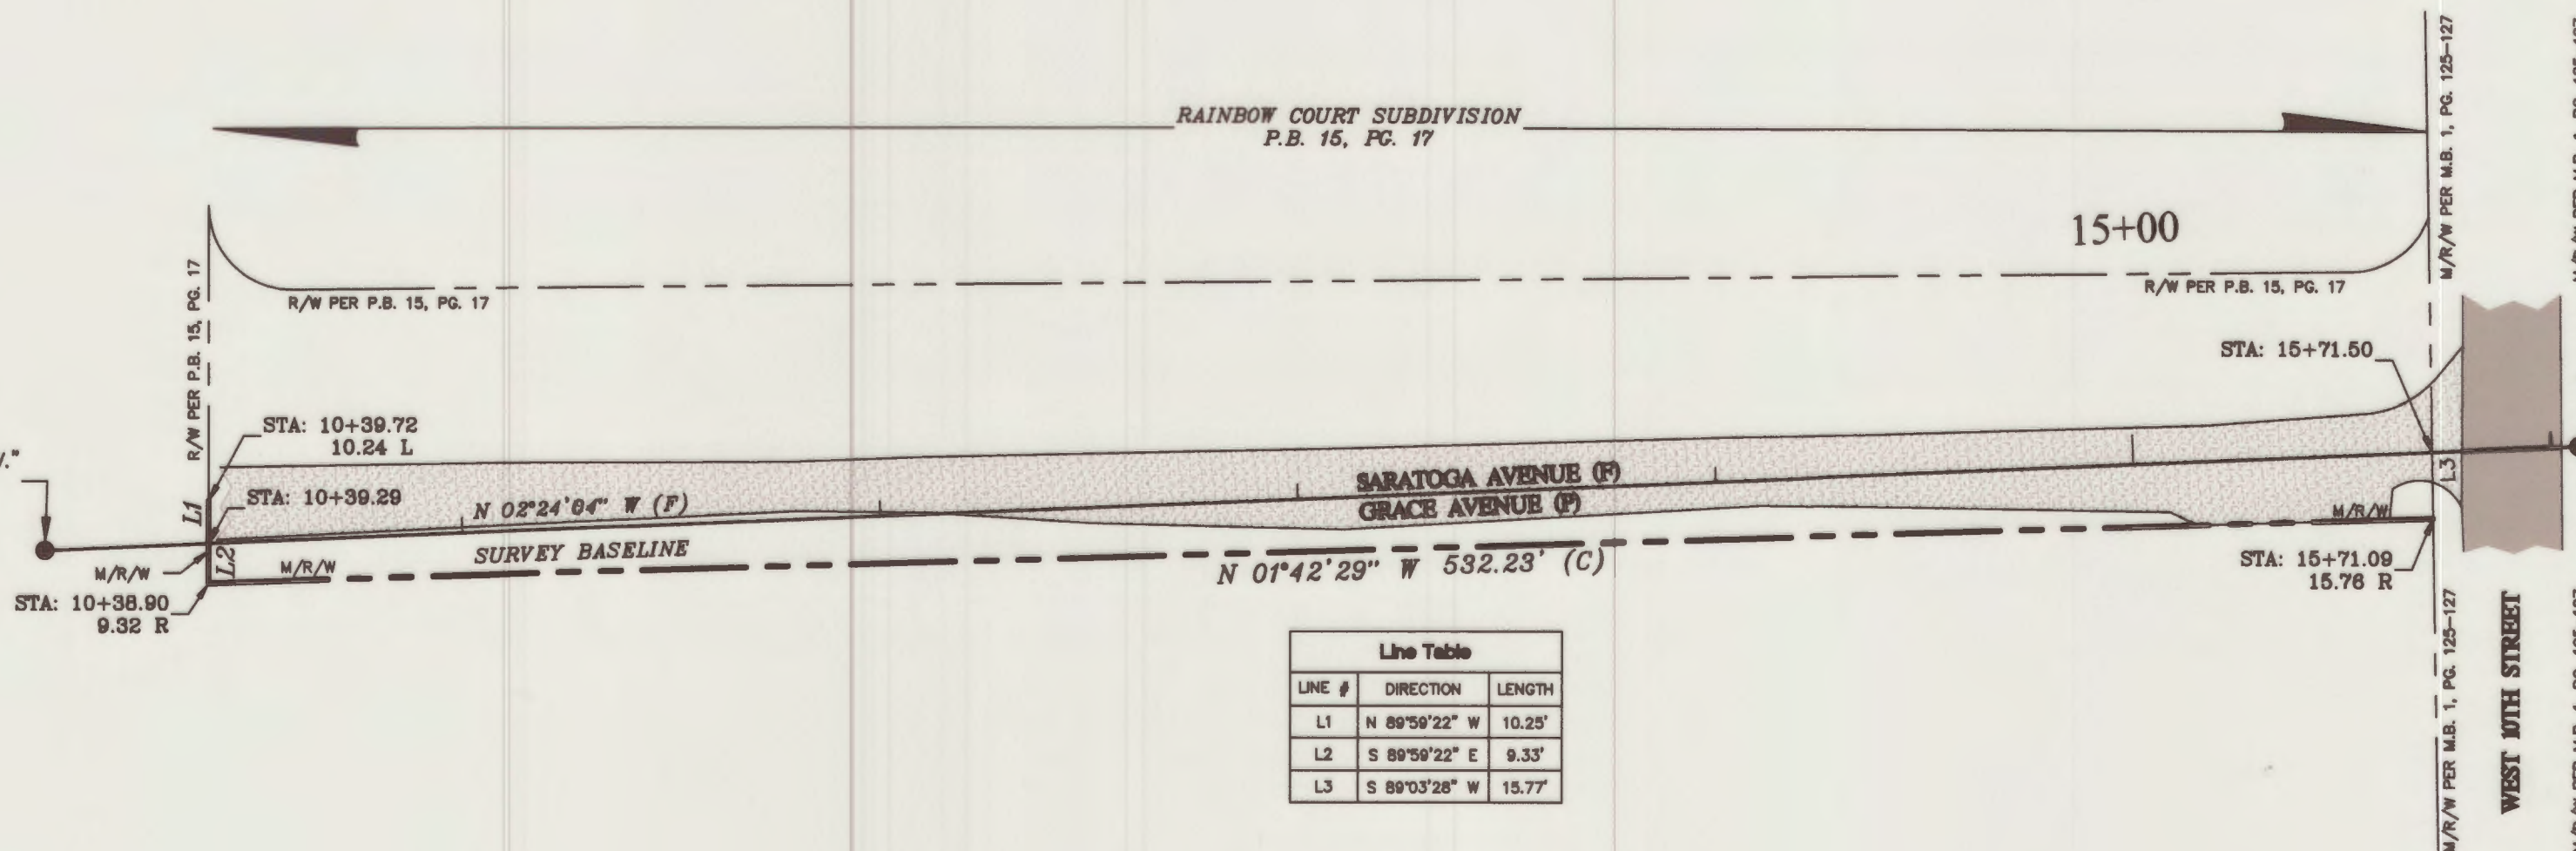 RAINBOW COURT SUBDIVISION
P.B. 15, PG. 17
M/R/W PER M.B. 1, PG. 125-127
15+00
R/W PER P.B. 15, PG. 17
R/W PER P.B. 15, PG. 17
R/W PER P.B. 15, PG. 17
STA: 15+71.50
STA: 10+39.72
10.24 L
STA: 10+39.29
L1
L2
L3
N 02°24'04" W (F)
SARATOGA AVENUE (F)
GRACE AVENUE (P)
SURVEY BASELINE
M/R/W
M/R/W
M/R/W
STA: 10+38.90
9.32 R
N 01°42'29" W 532.23' (C)
STA: 15+71.09
15.76 R
M/R/W PER M.B. 1, PG. 125-127
WEST 10TH STREET
Line Table
LINE # DIRECTION LENGTH
L1 N 89°59'22" W 10.25'
L2 S 89°59'22" E 9.33'
L3 S 89°03'28" W 15.77'